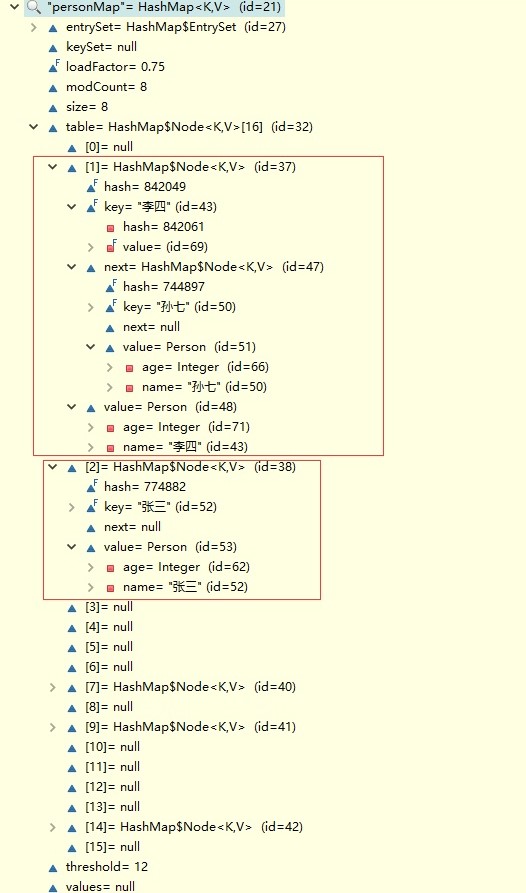 "personMap"= HashMap<K,V> (id=21)
entrySet= HashMap$EntrySet (id=27)
keySet= null
F loadFactor= 0.75
modCount= 8
size= 8
table= HashMap$Node<K,V>[16] (id=32)
[0]= null
[1]= HashMap$Node<K,V> (id=37)
F hash= 842049
F key= "李四" (id=43)
hash= 842061
F value= (id=69)
next= HashMap$Node<K,V> (id=47)
F hash= 744897
F key= "孙七" (id=50)
next= null
value= Person (id=51)
age= Integer (id=66)
name= "孙七" (id=50)
value= Person (id=48)
age= Integer (id=71)
name= "李四" (id=43)
[2]= HashMap$Node<K,V> (id=38)
F hash= 774882
F key= "张三" (id=52)
next= null
value= Person (id=53)
age= Integer (id=62)
name= "张三" (id=52)
[3]= null
[4]= null
[5]= null
[6]= null
[7]= HashMap$Node<K,V> (id=40)
[8]= null
[9]= HashMap$Node<K,V> (id=41)
[10]= null
[11]= null
[12]= null
[13]= null
[14]= HashMap$Node<K,V> (id=42)
[15]= null
threshold= 12
values= null